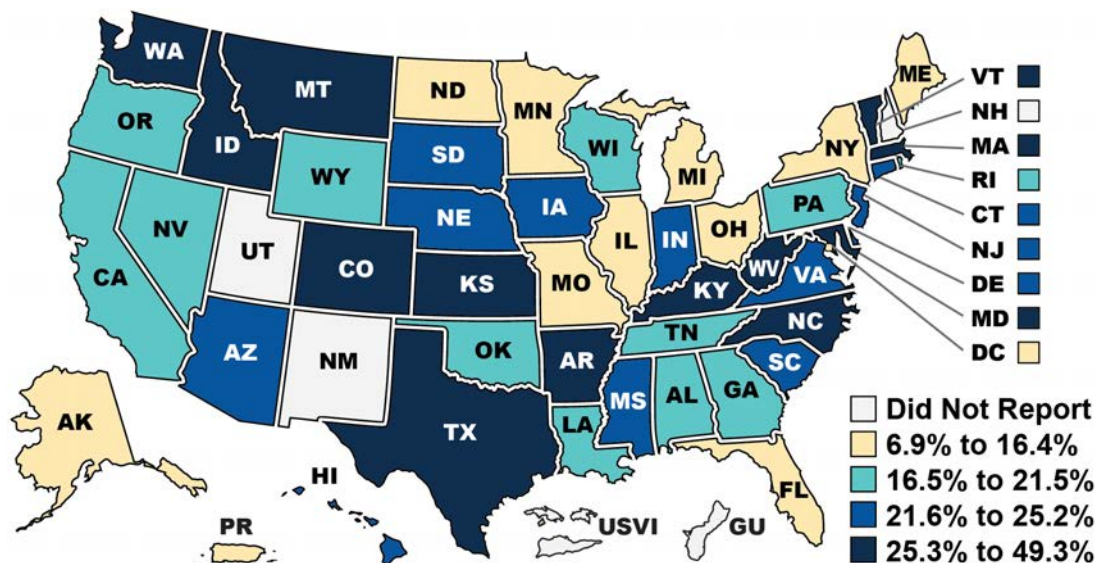 WA
MT
ND
MN
ME
VT
NH
MA
RI
CT
NJ
DE
MD
DC
OR
ID
WY
SD
WI
MI
NY
NV
UT
CO
NE
IA
IL
IN
OH
PA
CA
KS
MO
KY
WV
VA
AZ
NM
OK
AR
TN
NC
SC
TX
LA
MS
AL
GA
FL
AK
HI
PR
USVI
GU
Did Not Report
6.9% to 16.4%
16.5% to 21.5%
21.6% to 25.2%
25.3% to 49.3%